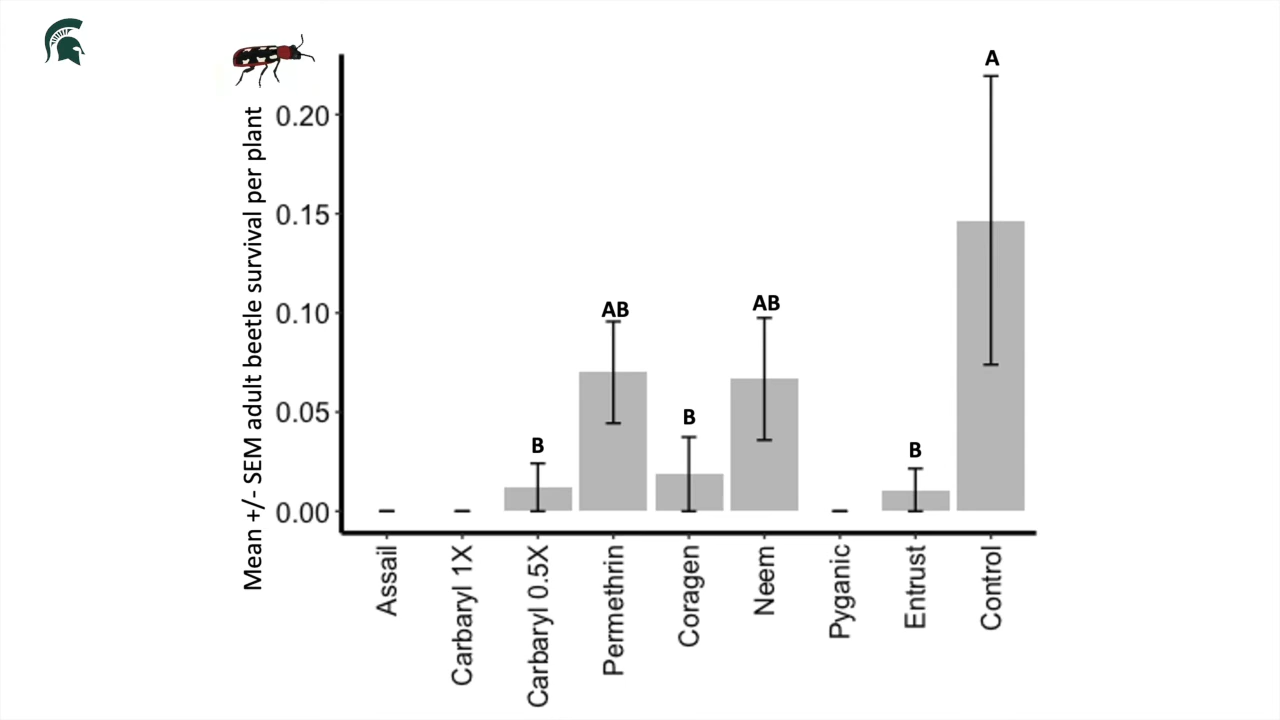 Mean +/- SEM adult beetle survival per plant
0.20
0.15
0.10
0.05
0.00
A
AB
AB
B
B
B
Assail
Carbaryl 1X
Carbaryl 0.5X
Permethrin
Coragen
Neem
Pyganic
Entrust
Control